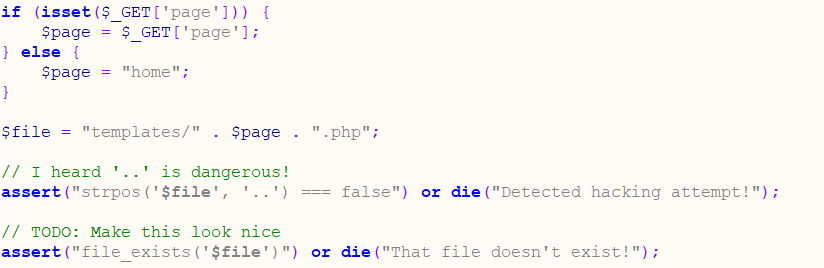 if (isset($_GET['page'])) {
    $page = $_GET['page'];
} else {
    $page = "home";
}
$file = "templates/" . $page . ".php";
// I heard '..' is dangerous!
assert("strpos('$file', '..') === false") or die("Detected hacking attempt!");
// TODO: Make this look nice
assert("file_exists('$file')") or die("That file doesn't exist!");